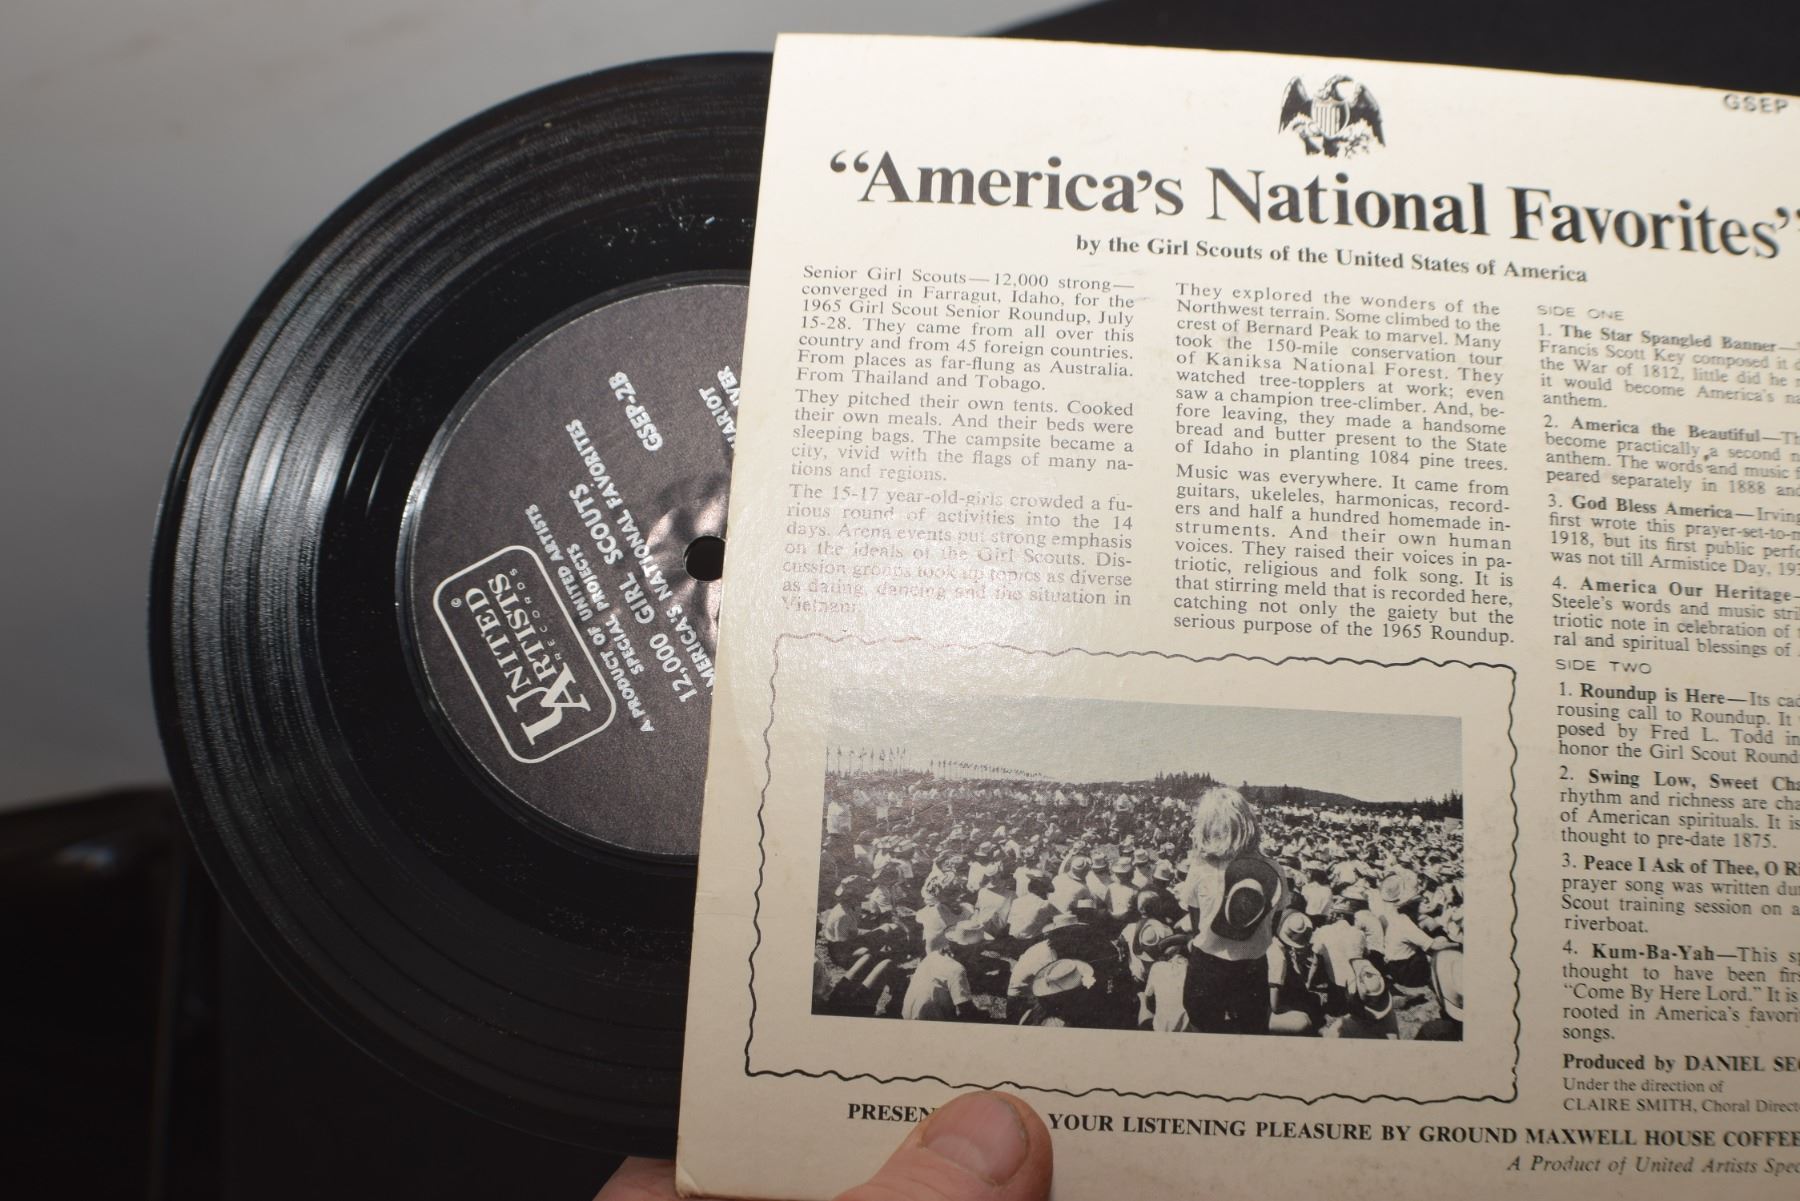 GSEP
"America's National Favorites"
by the Girl Scouts of the United States of America
Senior Girl Scouts—12,000 strong—
converged in Farragut, Idaho, for the
1965 Girl Scout Senior Roundup, July
15-28. They came from all over this
country and from 45 foreign countries.
From places as far-flung as Australia.
From Thailand and Tobago.
They pitched their own tents. Cooked
their own meals. And their beds were
sleeping bags. The campsite became a
city, vivid with the flags of many na-
tions and regions.
The 15-17 year-old-girls crowded a fu-
rious round of activities into the 14
days. Arena events put strong emphasis
on the ideals of the Girl Scouts. Dis-
cussion groups took up topics as diverse
as dating, dancing and the situation in
Vietnam.
They explored the wonders of the
Northwest terrain. Some climbed to the
crest of Bernard Peak to marvel. Many
took the 150-mile conservation tour
of Kaniksa National Forest. They
watched tree-topplers at work; even
saw a champion tree-climber. And, be-
fore leaving, they made a handsome
bread and butter present to the State
of Idaho in planting 1084 pine trees.
Music was everywhere. It came from
guitars, ukeleles, harmonicas, record-
ers and half a hundred homemade in-
struments. And their own human
voices. They raised their voices in pa-
triotic, religious and folk song. It is
that stirring meld that is recorded here,
catching not only the gaiety but the
serious purpose of the 1965 Roundup.
SIDE ONE
1. The Star Spangled Banner—
Francis Scott Key composed it
the War of 1812, little did he
it would become America's
anthem.
2. America the Beautiful—
become practically a second
anthem. The words and music
peared separately in 1888 and
3. God Bless America—Irving
first wrote this prayer-set-to-
1918, but its first public
was not till Armistice Day,
4. America Our Heritage—
Steele's words and music
triotic note in celebration of
ral and spiritual blessings of
SIDE TWO
1. Roundup is Here—Its
rousing call to Roundup. It
posed by Fred L. Todd in
honor the Girl Scout
2. Swing Low, Sweet
rhythm and richness are
of American spirituals. It is
thought to pre-date 1875.
3. Peace I Ask of Thee, O
prayer song was written
Scout training session on a
riverboat.
4. Kum-Ba-Yah—This
thought to have been
"Come By Here Lord." It is
rooted in America's
songs.
Produced by DANIEL
Under the direction of
CLAIRE SMITH, Choral
PRESEN YOUR LISTENING PLEASURE BY GROUND MAXWELL HOUSE COFFEE
A Product of United Artists
UNITED
ARTISTS
RECORDS
A PRODUCT OF UNITED ARTISTS
SPECIAL PROJECTS
12,000 GIRL SCOUTS
AMERICA'S NATIONAL FAVORITES
GSEP-2B
HARIOT
IVER